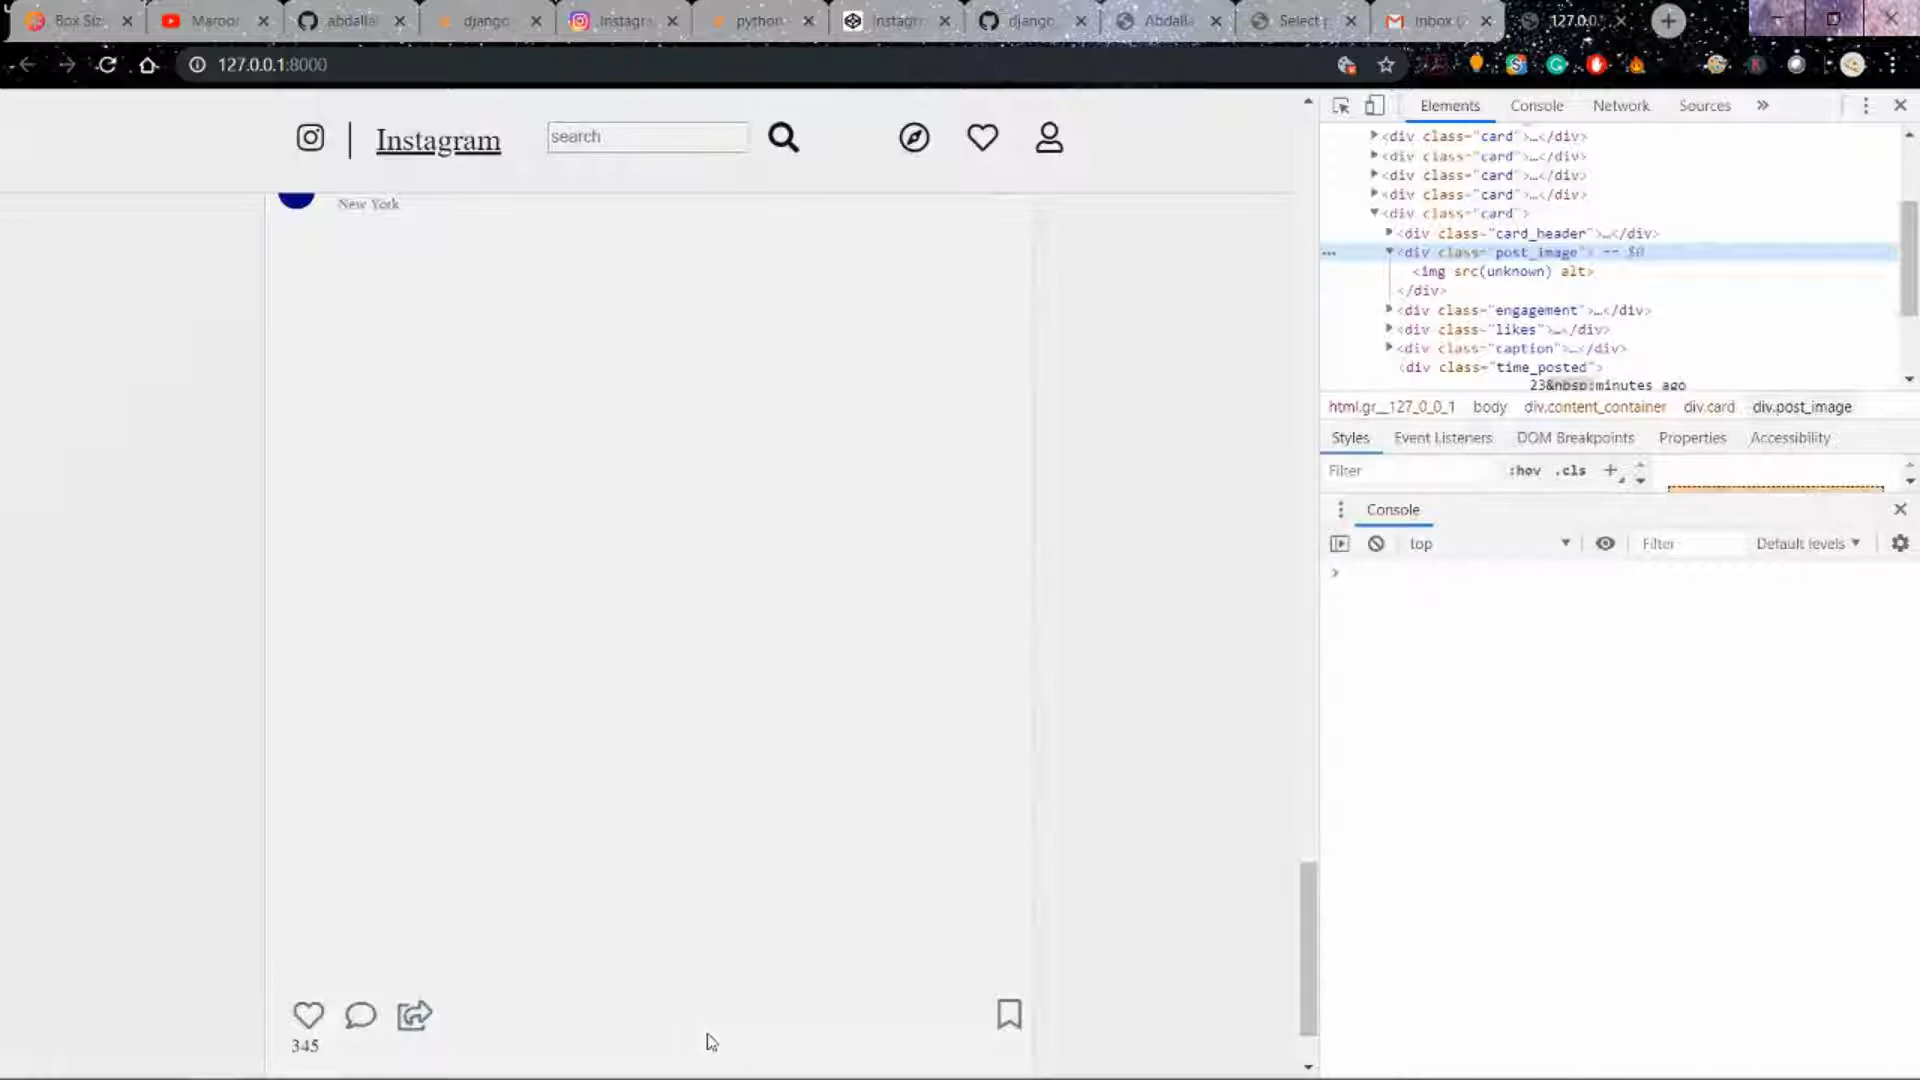 Box Siz
Maroor
abdalla
django
Instagra
python
Instagra
django
Abdalla
Select
Inbox (
127.0.0.
127.0.0.1:8000
Instagram
search
New York
345
Elements
Console
Network
Sources
<div class="card">…</div>
<div class="card">…</div>
<div class="card">…</div>
<div class="card">…</div>
<div class="card">
<div class="card_header">…</div>
<div class="post_image"> == $0
<img src(unknown) alt>
</div>
<div class="engagement">…</div>
<div class="likes">…</div>
<div class="caption">…</div>
<div class="time_posted">
23&nbsp;minutes ago
html.gr__127_0_0_1
body
div.content_container
div.card
div.post_image
Styles
Event Listeners
DOM Breakpoints
Properties
Accessibility
Filter
:hov
.cls
Console
top
Filter
Default levels